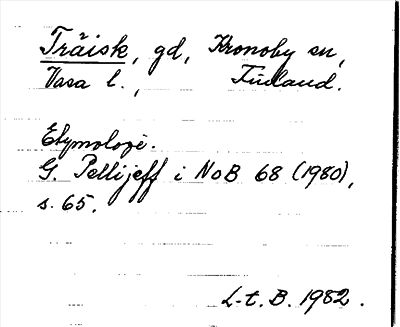 Träisk, gd, Kronoby sn,
Vasa l., Finland.
Etymologi.
G. Pellijeff i NoB 68 (1980),
s. 65.
L-t. B. 1982.